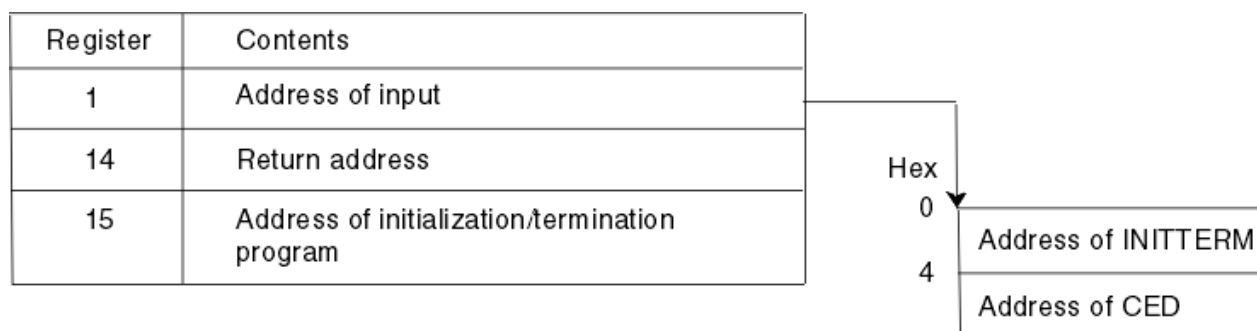 Register Contents
1 Address of input
14 Return address
15 Address of initialization/termination
program
Hex
0
Address of INITTERM
4
Address of CED